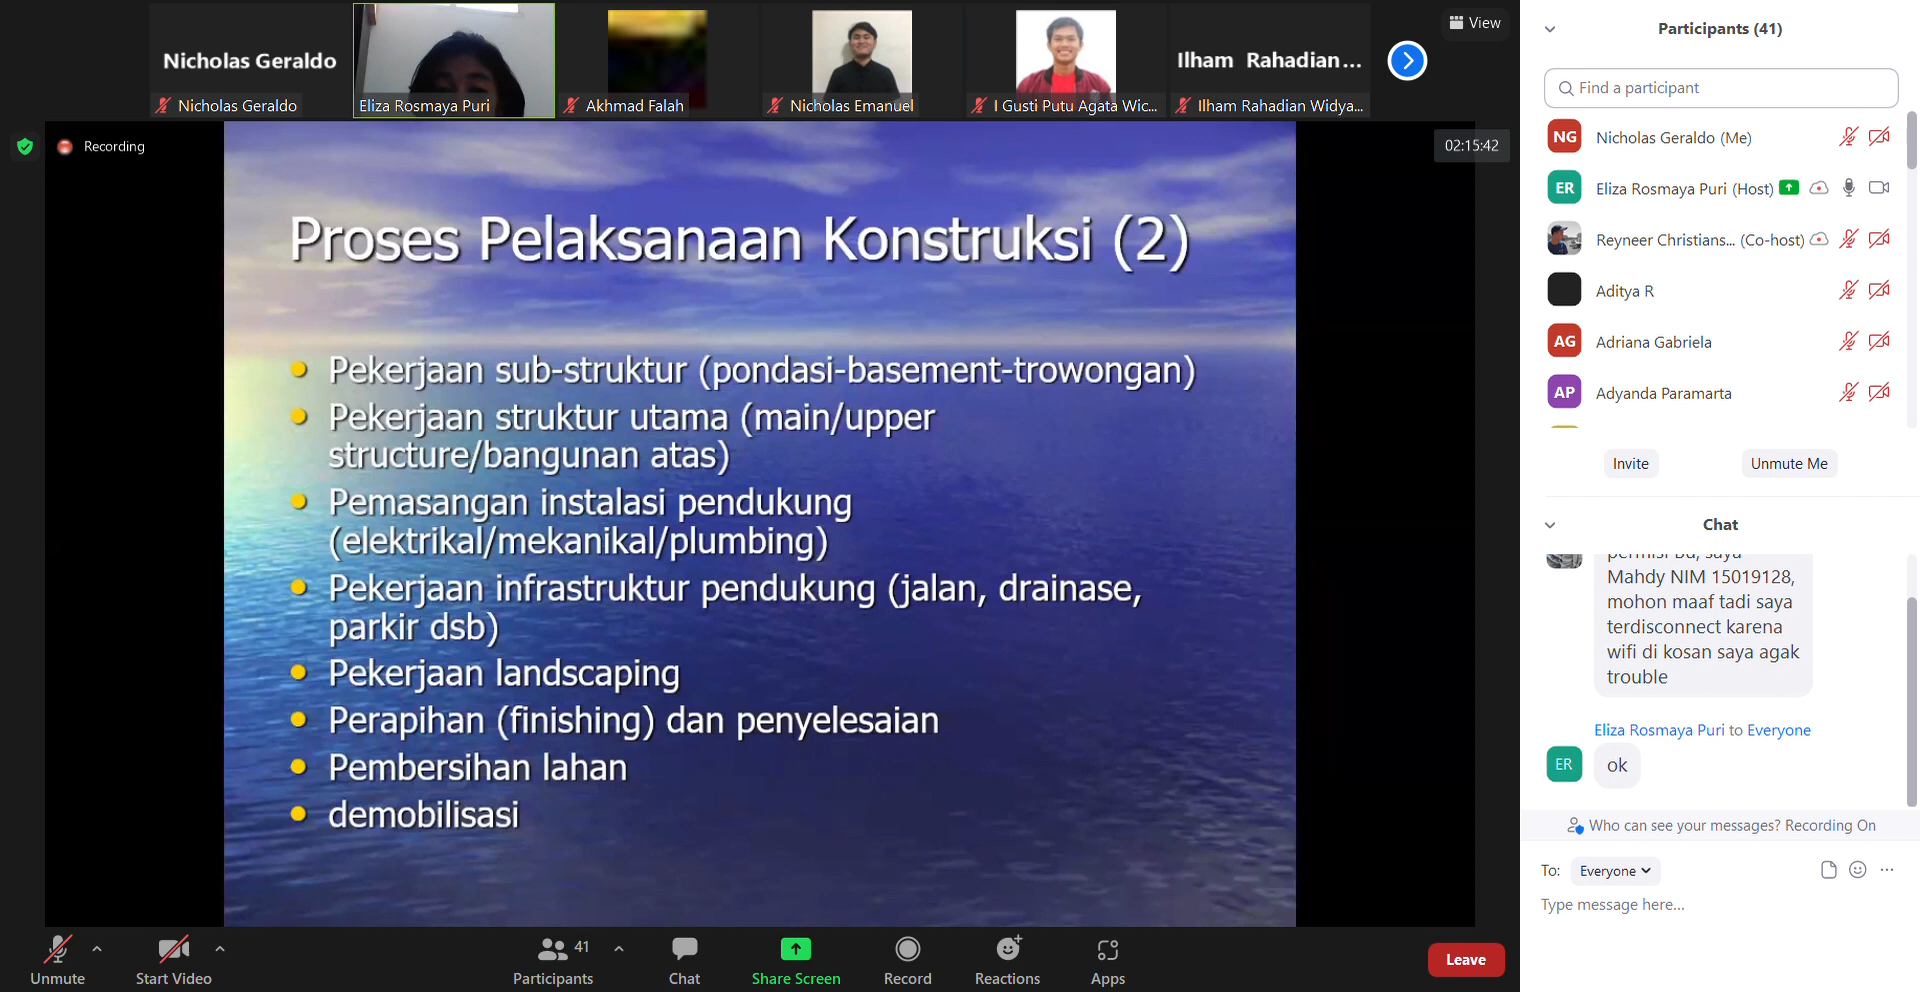 Nicholas Geraldo
Nicholas Geraldo
Eliza Rosmaya Puri
Akhmad Falah
Nicholas Emanuel
I Gusti Putu Agata Wic...
Ilham Rahadian...
Ilham Rahadian Widya...
View
Recording
02:15:42
Proses Pelaksanaan Konstruksi (2)
Pekerjaan sub-struktur (pondasi-basement-trowongan)
Pekerjaan struktur utama (main/upper
structure/bangunan atas)
Pemasangan instalasi pendukung
(elektrikal/mekanikal/plumbing)
Pekerjaan infrastruktur pendukung (jalan, drainase,
parkir dsb)
Pekerjaan landscaping
Perapihan (finishing) dan penyelesaian
Pembersihan lahan
demobilisasi
Unmute
Start Video
41
Participants
Chat
Share Screen
Record
Reactions
Apps
Leave
Participants (41)
Find a participant
NG Nicholas Geraldo (Me)
ER Eliza Rosmaya Puri (Host)
Reyneer Christians... (Co-host)
Aditya R
AG Adriana Gabriela
AP Adyanda Paramarta
Invite
Unmute Me
Chat
permisi Bu, saya
Mahdy NIM 15019128,
mohon maaf tadi saya
terdisconnect karena
wifi di kosan saya agak
trouble
Eliza Rosmaya Puri to Everyone
ER ok
Who can see your messages? Recording On
To: Everyone
Type message here...